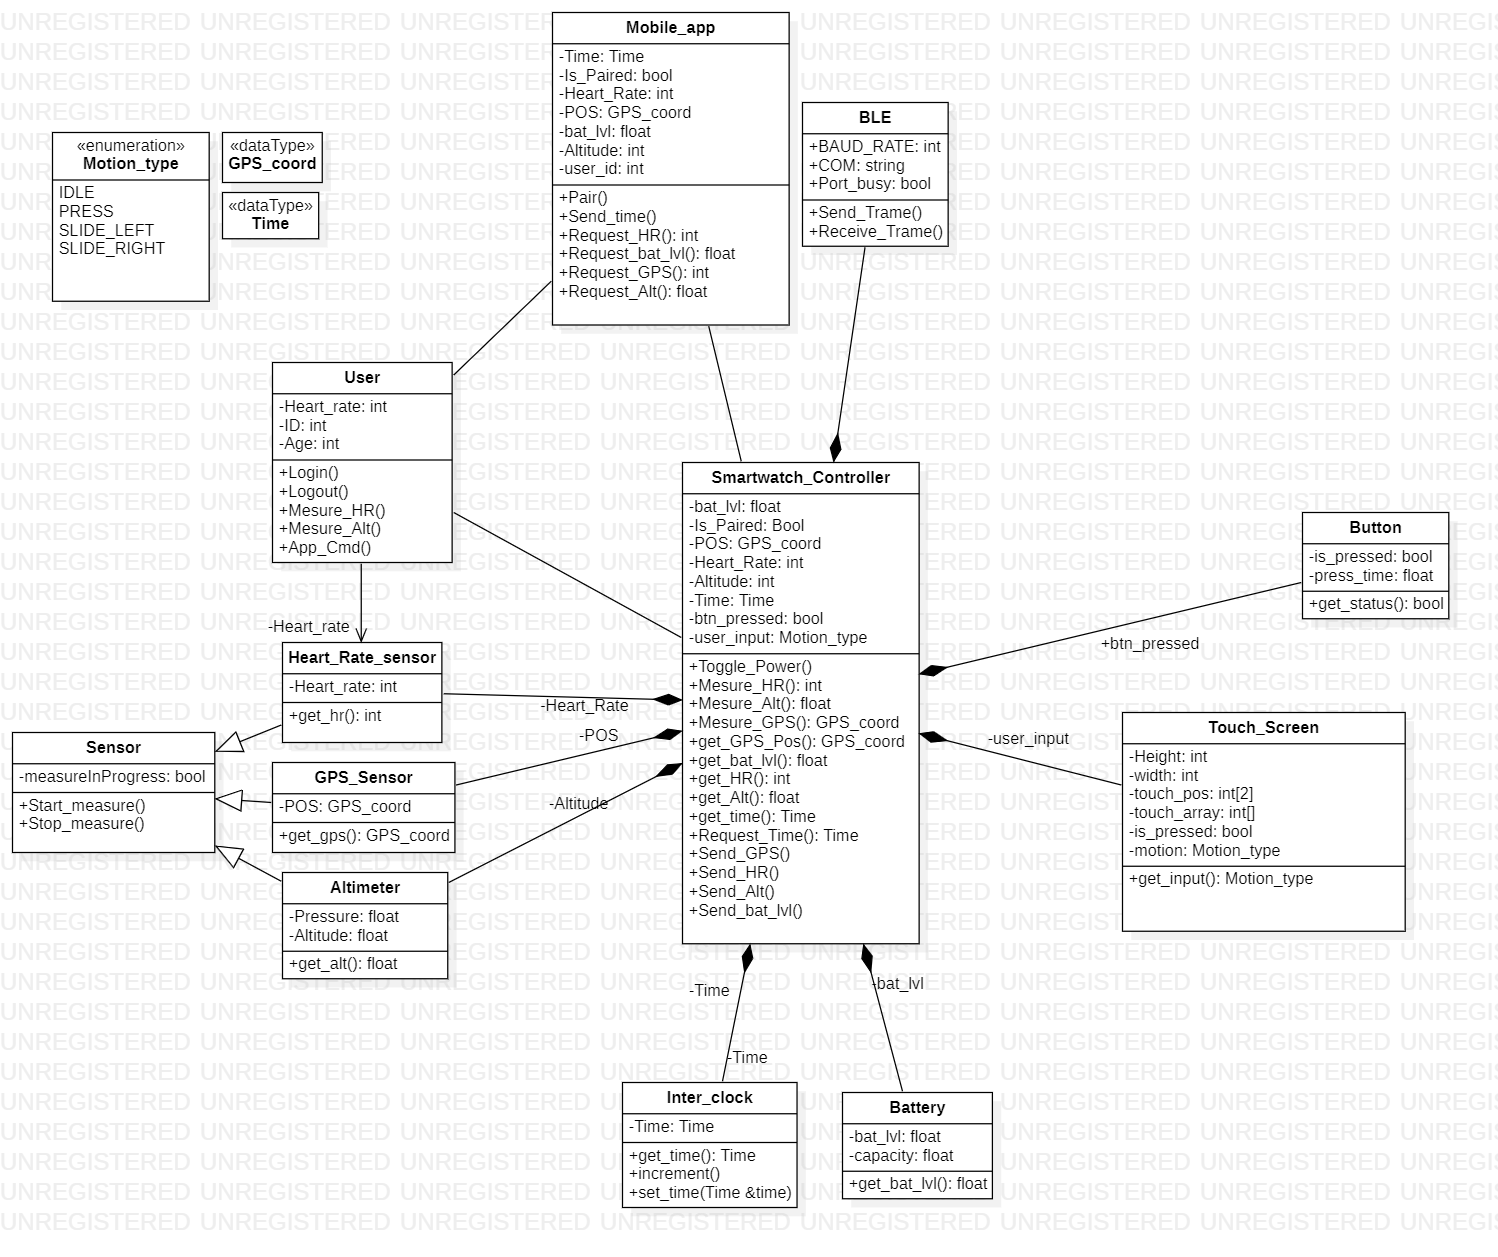 Mobile_app
-Time: Time
-Is_Paired: bool
-Heart_Rate: int
-POS: GPS_coord
-bat_lvl: float
-Altitude: int
-user_id: int
+Pair()
+Send_time()
+Request_HR(): int
+Request_bat_lvl(): float
+Request_GPS(): int
+Request_Alt(): float
BLE
+BAUD_RATE: int
+COM: string
+Port_busy: bool
+Send_Trame()
+Receive_Trame()
«enumeration»
Motion_type
IDLE
PRESS
SLIDE_LEFT
SLIDE_RIGHT
«dataType»
GPS_coord
«dataType»
Time
User
-Heart_rate: int
-ID: int
-Age: int
+Login()
+Logout()
+Mesure_HR()
+Mesure_Alt()
+App_Cmd()
Smartwatch_Controller
-bat_lvl: float
-Is_Paired: Bool
-POS: GPS_coord
-Heart_Rate: int
-Altitude: int
-Time: Time
-btn_pressed: bool
-user_input: Motion_type
+Toggle_Power()
+Mesure_HR(): int
+Mesure_Alt(): float
+Mesure_GPS(): GPS_coord
+get_GPS_Pos(): GPS_coord
+get_bat_lvl(): float
+get_HR(): int
+get_Alt(): float
+get_time(): Time
+Request_Time(): Time
+Send_GPS()
+Send_HR()
+Send_Alt()
+Send_bat_lvl()
Button
-is_pressed: bool
-press_time: float
+get_status(): bool
+btn_pressed
-Heart_rate
Heart_Rate_sensor
-Heart_rate: int
+get_hr(): int
-Heart_Rate
-POS
-Altitude
-user_input
Touch_Screen
-Height: int
-width: int
-touch_pos: int[2]
-touch_array: int[]
-is_pressed: bool
-motion: Motion_type
+get_input(): Motion_type
Sensor
-measureInProgress: bool
+Start_measure()
+Stop_measure()
GPS_Sensor
-POS: GPS_coord
+get_gps(): GPS_coord
Altimeter
-Pressure: float
-Altitude: float
+get_alt(): float
-Time
-bat_lvl
-Time
Inter_clock
-Time: Time
+get_time(): Time
+increment()
+set_time(Time &time)
Battery
-bat_lvl: float
-capacity: float
+get_bat_lvl(): float
UNREGISTERED